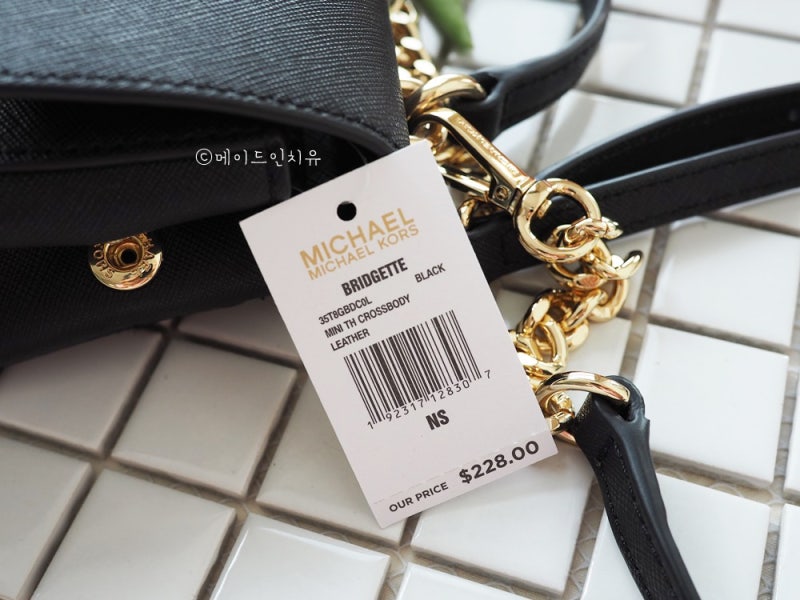 ©메이드인치유
MICHAEL
MICHAEL KORS
BRIDGETTE
35T8GBDC0L BLACK
MINI TH CROSSBODY
LEATHER
1 92317 12830 7
NS
OUR PRICE $228.00
KORS